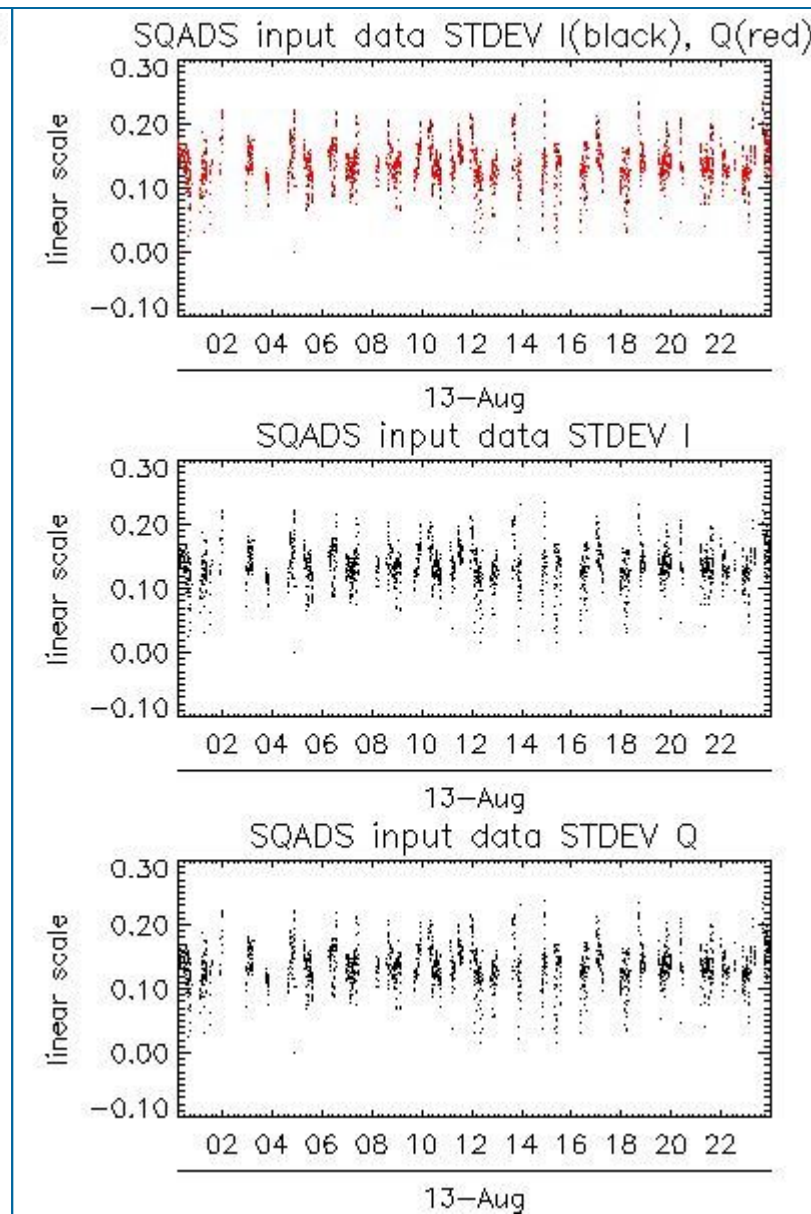 SQADS input data STDEV I(black), Q(red)
0.30
0.20
0.10
0.00
−0.10
linear scale
02 04 06 08 10 12 14 16 18 20 22
13−Aug
SQADS input data STDEV I
0.30
0.20
0.10
0.00
−0.10
linear scale
02 04 06 08 10 12 14 16 18 20 22
13−Aug
SQADS input data STDEV Q
0.30
0.20
0.10
0.00
−0.10
linear scale
02 04 06 08 10 12 14 16 18 20 22
13−Aug